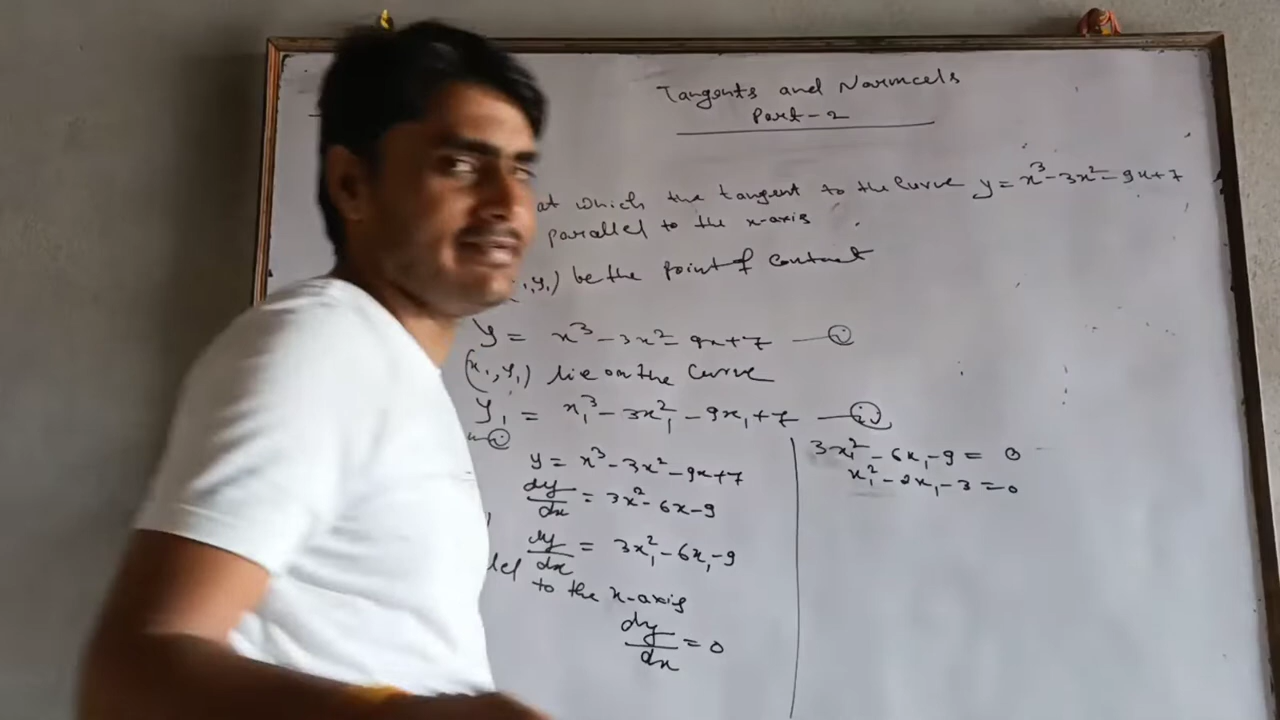 Tangents and Normals
Part-2
at which the tangent to the curve y = x³-3x²-9x+7
parallel to the x-axis
,y₁) be the point of contact
y = x³-3x²-9x+7 —(i)
(x₁,y₁) lie on the curve
y₁ = x₁³-3x₁²-9x₁+7 —(ii)
y = x³-3x²-9x+7
dy/dx = 3x²-6x-9
dy/dx = 3x₁²-6x₁-9
to the x-axis
dy/dx = 0
3x₁²-6x₁-9 = 0
x₁²-2x₁-3 = 0